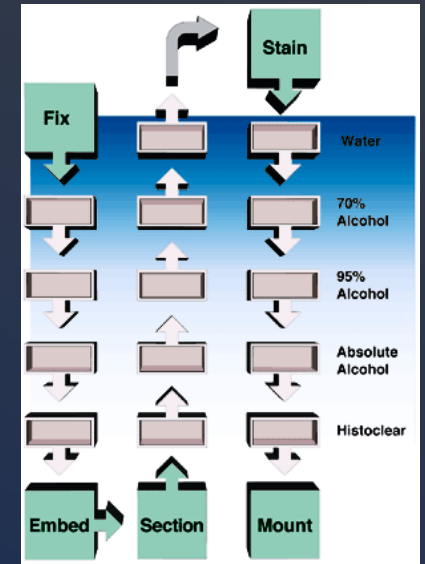 Stain
Fix
Water
70%
Alcohol
95%
Alcohol
Absolute
Alcohol
Histoclear
Embed
Section
Mount